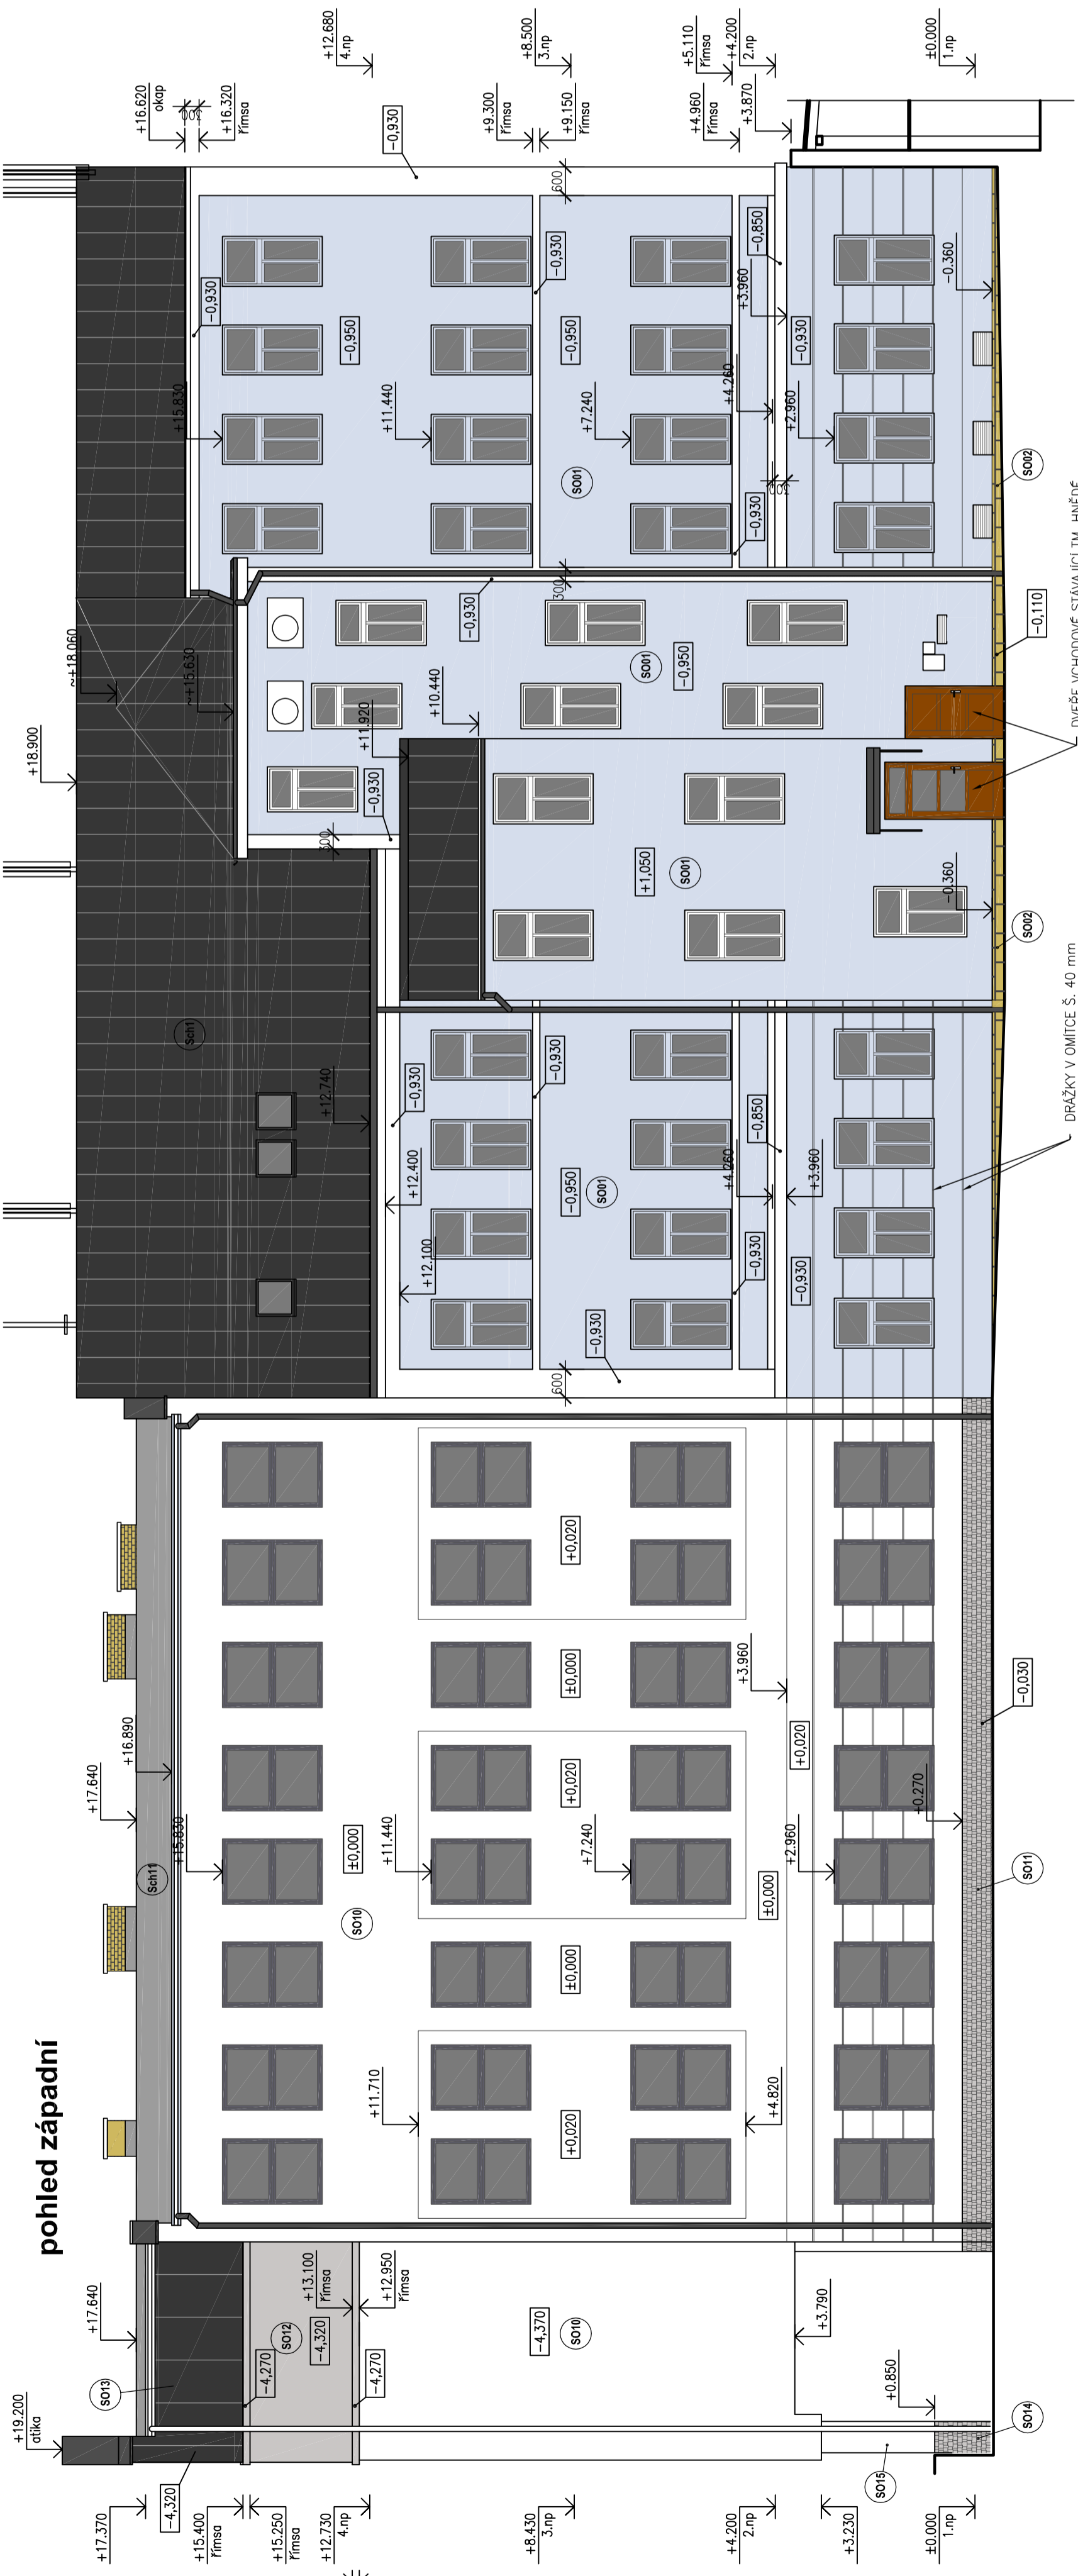 pohled západní
+19.200
atika
+17.640
+17.640
+16.890
+18.900
~+18.060
~+15.630
+16.620
okap
+16.320
římsa
+17.370
-4,320
+15.400
římsa
+15.250
římsa
+12.730
4.np
+8.430
3.np
+4.200
2.np
+3.230
±0.000
1.np
SO13
SO12
-4,320
-4,270
-4,270
+13.100
římsa
+12.950
římsa
-4,370
SO10
+3.790
+0.850
SO15
SO14
Sch11
+15.830
±0,000
SO10
+11.440
+11.710
+7.240
+4.820
+0,020
±0,000
+0,020
±0,000
+0,020
±0,000
+3.960
+0,020
+2.960
+0.270
SO11
-0,030
Sch1
+12.740
-0,930
+12.400
+12.100
-0,930
-0,950
SO01
-0,930
600
+4.260
-0,850
+3.960
-0,930
-0,930
DRÁŽKY V OMÍTCE Š. 40 mm
300
-0,930
+11.920
+10.440
+1,050
SO01
-0.360
SO02
-0,930
300
SO01
-0,950
-0,110
DVEŘE VCHODOVÉ STÁVAJÍCÍ TM. HNĚDÉ
-0,930
+15.830
-0,950
+11.440
-0,930
-0,950
+7.240
SO01
600
-0,930
+4.260
-0,850
+3.960
-0,930
+2.960
-0.360
SO02
-0,930
+12.680
4.np
+9.300
římsa
+9.150
římsa
+8.500
3.np
+5.110
římsa
+4.960
římsa
+4.200
2.np
+3.870
±0.000
1.np